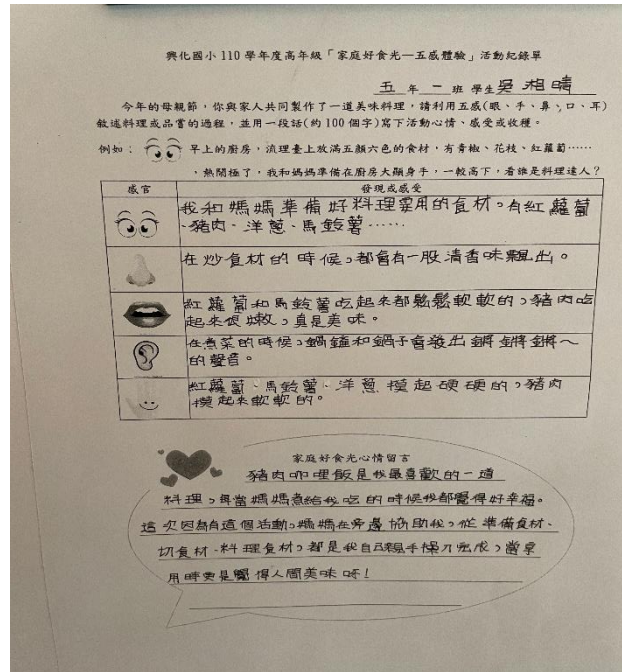 興化國小 110 學年度高年級「家庭好食光—五感體驗」活動紀錄單
五 年 一 班 學生 吳相晴
今年的母親節，你與家人共同製作了一道美味料理，請利用五感(眼、手、鼻、口、耳)
敘述料理或品嘗的過程，並用一段話(約 100 個字)寫下活動心情、感受或收穫。
例如： 早上的廚房，流理臺上放滿五顏六色的食材，有青椒、花枝、紅蘿蔔……
，熱鬧極了，我和媽媽準備在廚房大顯身手，一較高下，看誰是料理達人？
感官 發現或感受
我和媽媽準備好料理要用的食材。有紅蘿蔔
、豬肉、洋蔥、馬鈴薯……
在炒食材的時候，都會有一股清香味飄出。
紅蘿蔔和馬鈴薯吃起來都鬆鬆軟軟的，豬肉吃
起來很嫩，真是美味。
在煮菜的時候，鍋鏟和鍋子會發出鏘鏘鏘～
的聲音。
紅蘿蔔、馬鈴薯、洋蔥摸起硬硬的，豬肉
摸起來軟軟的。
家庭好食光心情留言
豬肉咖哩飯是我最喜歡的一道
料理，每當媽媽煮給我吃的時候我都覺得好幸福。
這次因為有這個活動，媽媽在旁邊協助我，從準備食材、
切食材、料理食材，都是我自己親手操刀完成，當享
用時更是覺得人間美味呀！